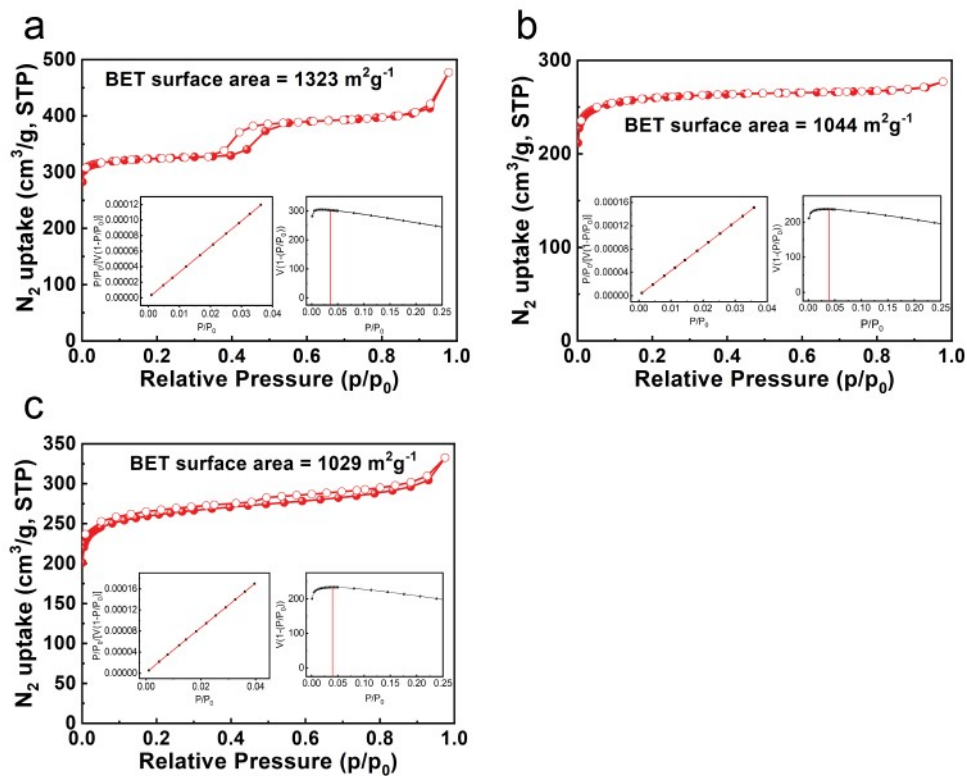 a
BET surface area = 1323 m²g⁻¹
N₂ uptake (cm³/g, STP)
500
400
300
200
100
0
0.0 0.2 0.4 0.6 0.8 1.0
Relative Pressure (p/p₀)
P/P₀/[V(1-P/P₀)]
0.00012
0.00010
0.00008
0.00006
0.00004
0.00002
0.00000
0.00 0.01 0.02 0.03 0.04
P/P₀
V(1-(P/P₀))
300
200
100
0
0.00 0.05 0.10 0.15 0.20 0.25
P/P₀
b
BET surface area = 1044 m²g⁻¹
N₂ uptake (cm³/g, STP)
300
250
200
150
100
50
0
0.0 0.2 0.4 0.6 0.8 1.0
Relative Pressure (p/p₀)
P/P₀/[V(1-P/P₀)]
0.00016
0.00012
0.00008
0.00004
0.00000
0.00 0.01 0.02 0.03 0.04
P/P₀
V(1-(P/P₀))
200
100
0
0.00 0.05 0.10 0.15 0.20 0.25
P/P₀
c
BET surface area = 1029 m²g⁻¹
N₂ uptake (cm³/g, STP)
350
300
250
200
150
100
50
0
0.0 0.2 0.4 0.6 0.8 1.0
Relative Pressure (p/p₀)
P/P₀/[V(1-P/P₀)]
0.00016
0.00012
0.00008
0.00004
0.00000
0.00 0.01 0.02 0.03 0.04
P/P₀
V(1-(P/P₀))
200
100
0
0.00 0.05 0.10 0.15 0.20 0.25
P/P₀